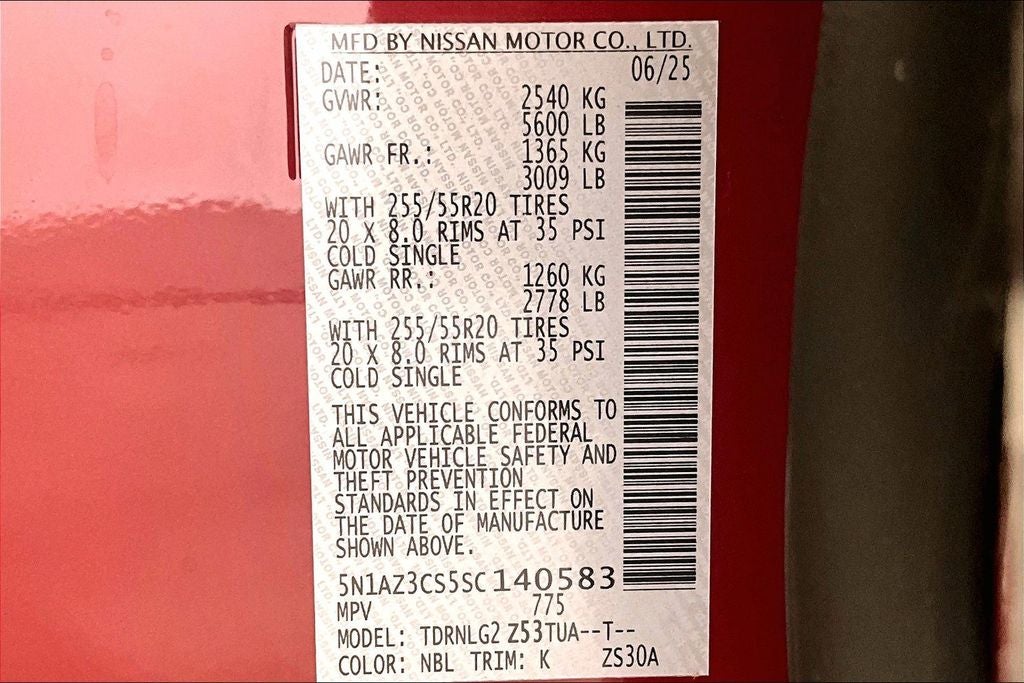 MFD BY NISSAN MOTOR CO., LTD.
DATE: 06/25
GVWR: 2540 KG
5600 LB
GAWR FR.: 1365 KG
3009 LB
WITH 255/55R20 TIRES
20 X 8.0 RIMS AT 35 PSI
COLD SINGLE
GAWR RR.: 1260 KG
2778 LB
WITH 255/55R20 TIRES
20 X 8.0 RIMS AT 35 PSI
COLD SINGLE
THIS VEHICLE CONFORMS TO
ALL APPLICABLE FEDERAL
MOTOR VEHICLE SAFETY AND
THEFT PREVENTION
STANDARDS IN EFFECT ON
THE DATE OF MANUFACTURE
SHOWN ABOVE.
5N1AZ3CS5SC140583
MPV 775
MODEL: TDRNLG2 Z53TUA--T--
COLOR: NBL TRIM: K ZS30A